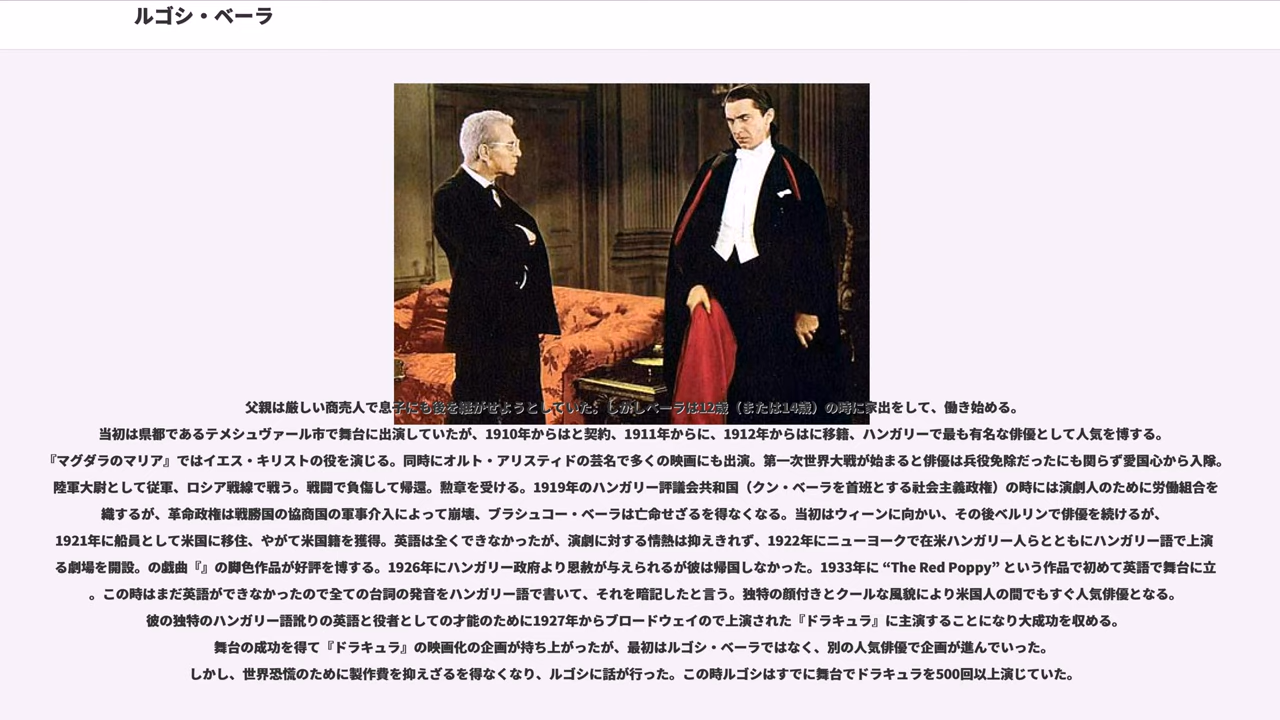 ルゴシ・ベーラ
父親は厳しい商売人で息子にも後を継がせようとしていた。しかしベーラは12歳（または14歳）の時に家出をして、働き始める。
当初は県都であるテメシュヴァール市で舞台に出演していたが、1910年からはと契約、1911年からに、1912年からはに移籍、ハンガリーで最も有名な俳優として人気を博する。
『マグダラのマリア』ではイエス・キリストの役を演じる。同時にオルト・アリスティドの芸名で多くの映画にも出演。第一次世界大戦が始まると俳優は兵役免除だったにも関らず愛国心から入隊。
陸軍大尉として従軍、ロシア戦線で戦う。戦闘で負傷して帰還。勲章を受ける。1919年のハンガリー評議会共和国（クン・ベーラを首班とする社会主義政権）の時には演劇人のために労働組合を
織するが、革命政権は戦勝国の協商国の軍事介入によって崩壊、ブラシュコー・ベーラは亡命せざるを得なくなる。当初はウィーンに向かい、その後ベルリンで俳優を続けるが、
1921年に船員として米国に移住、やがて米国籍を獲得。英語は全くできなかったが、演劇に対する情熱は抑えきれず、1922年にニューヨークで在米ハンガリー人らとともにハンガリー語で上演
る劇場を開設。の戯曲『』の脚色作品が好評を博する。1926年にハンガリー政府より恩赦が与えられるが彼は帰国しなかった。1933年に “The Red Poppy” という作品で初めて英語で舞台に立
。この時はまだ英語ができなかったので全ての台詞の発音をハンガリー語で書いて、それを暗記したと言う。独特の顔付きとクールな風貌により米国人の間でもすぐ人気俳優となる。
彼の独特のハンガリー語訛りの英語と役者としての才能のために1927年からブロードウェイので上演された『ドラキュラ』に主演することになり大成功を収める。
舞台の成功を得て『ドラキュラ』の映画化の企画が持ち上がったが、最初はルゴシ・ベーラではなく、別の人気俳優で企画が進んでいった。
しかし、世界恐慌のために製作費を抑えざるを得なくなり、ルゴシに話が行った。この時ルゴシはすでに舞台でドラキュラを500回以上演じていた。